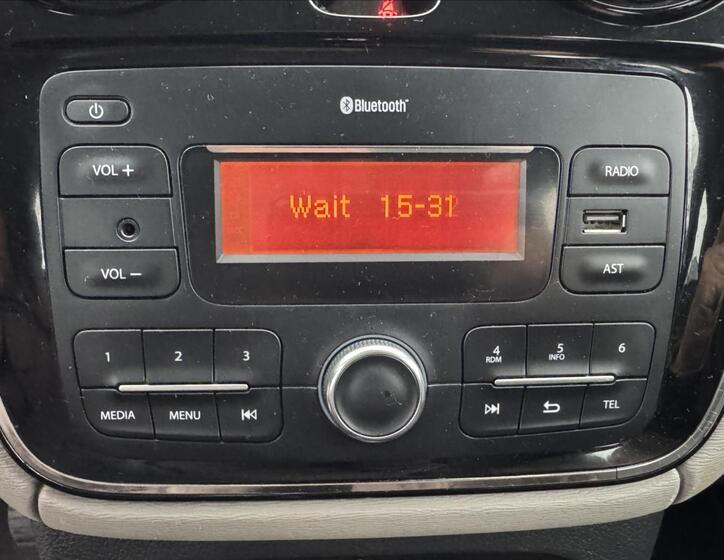 Bluetooth
VOL +
RADIO
Wait 15-31
VOL –
AST
1
2
3
4
RDM
5
INFO
6
MEDIA
MENU
TEL